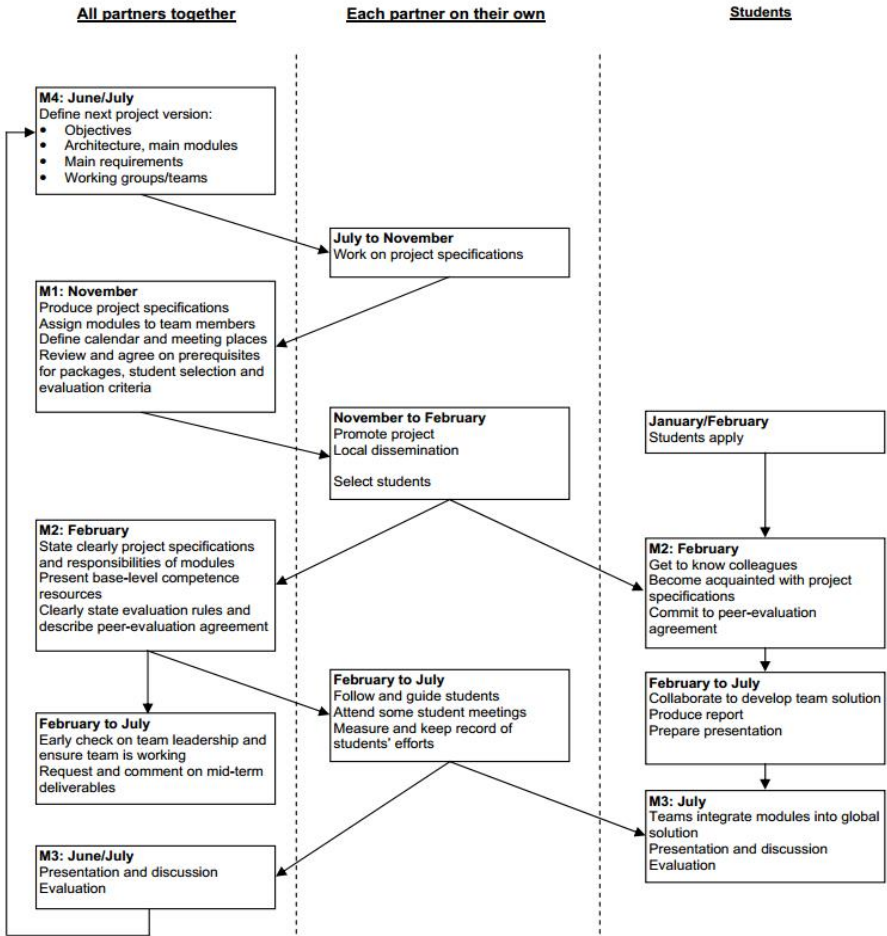 All partners together
Each partner on their own
Students
M4: June/July
Define next project version:
• Objectives
• Architecture, main modules
• Main requirements
• Working groups/teams
July to November
Work on project specifications
M1: November
Produce project specifications
Assign modules to team members
Define calendar and meeting places
Review and agree on prerequisites
for packages, student selection and
evaluation criteria
November to February
Promote project
Local dissemination
Select students
January/February
Students apply
M2: February
State clearly project specifications
and responsibilities of modules
Present base-level competence
resources
Clearly state evaluation rules and
describe peer-evaluation agreement
M2: February
Get to know colleagues
Become acquainted with project
specifications
Commit to peer-evaluation
agreement
February to July
Follow and guide students
Attend some student meetings
Measure and keep record of
students' efforts
February to July
Collaborate to develop team solution
Produce report
Prepare presentation
February to July
Early check on team leadership and
ensure team is working
Request and comment on mid-term
deliverables
M3: July
Teams integrate modules into global
solution
Presentation and discussion
Evaluation
M3: June/July
Presentation and discussion
Evaluation